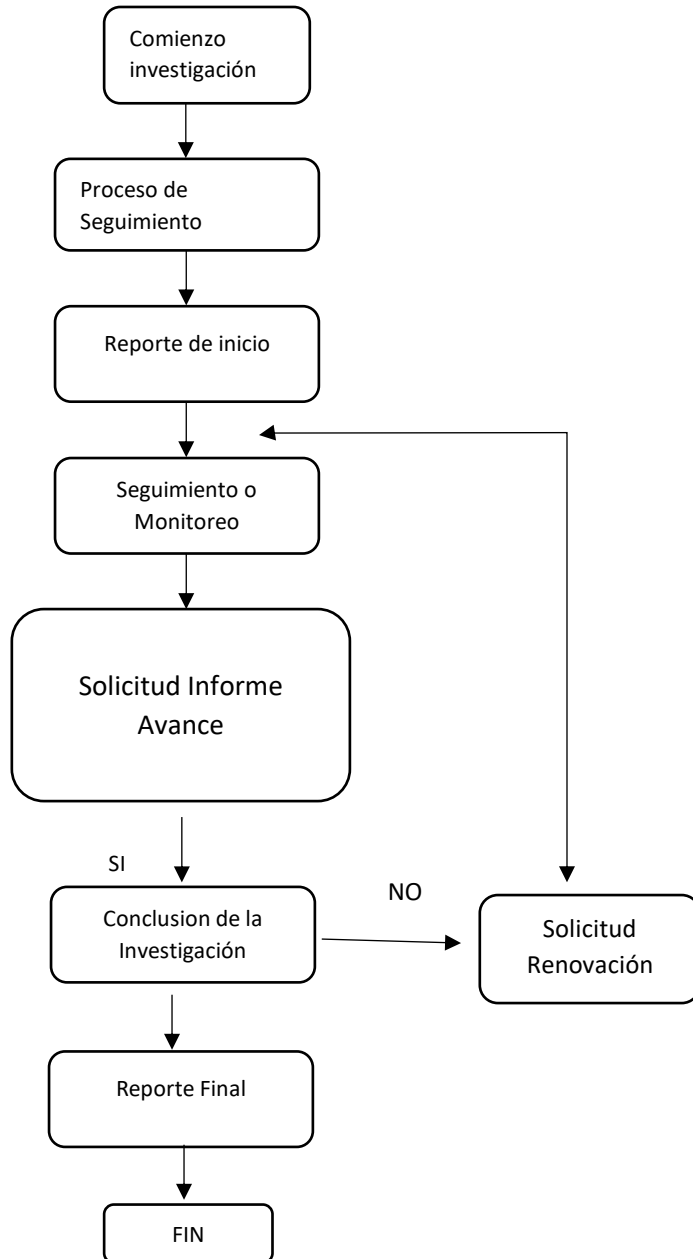 Comienzo
investigación
Proceso de
Seguimiento
Reporte de inicio
Seguimiento o
Monitoreo
Solicitud Informe
Avance
SI
NO
Conclusion de la
Investigación
Solicitud
Renovación
Reporte Final
FIN